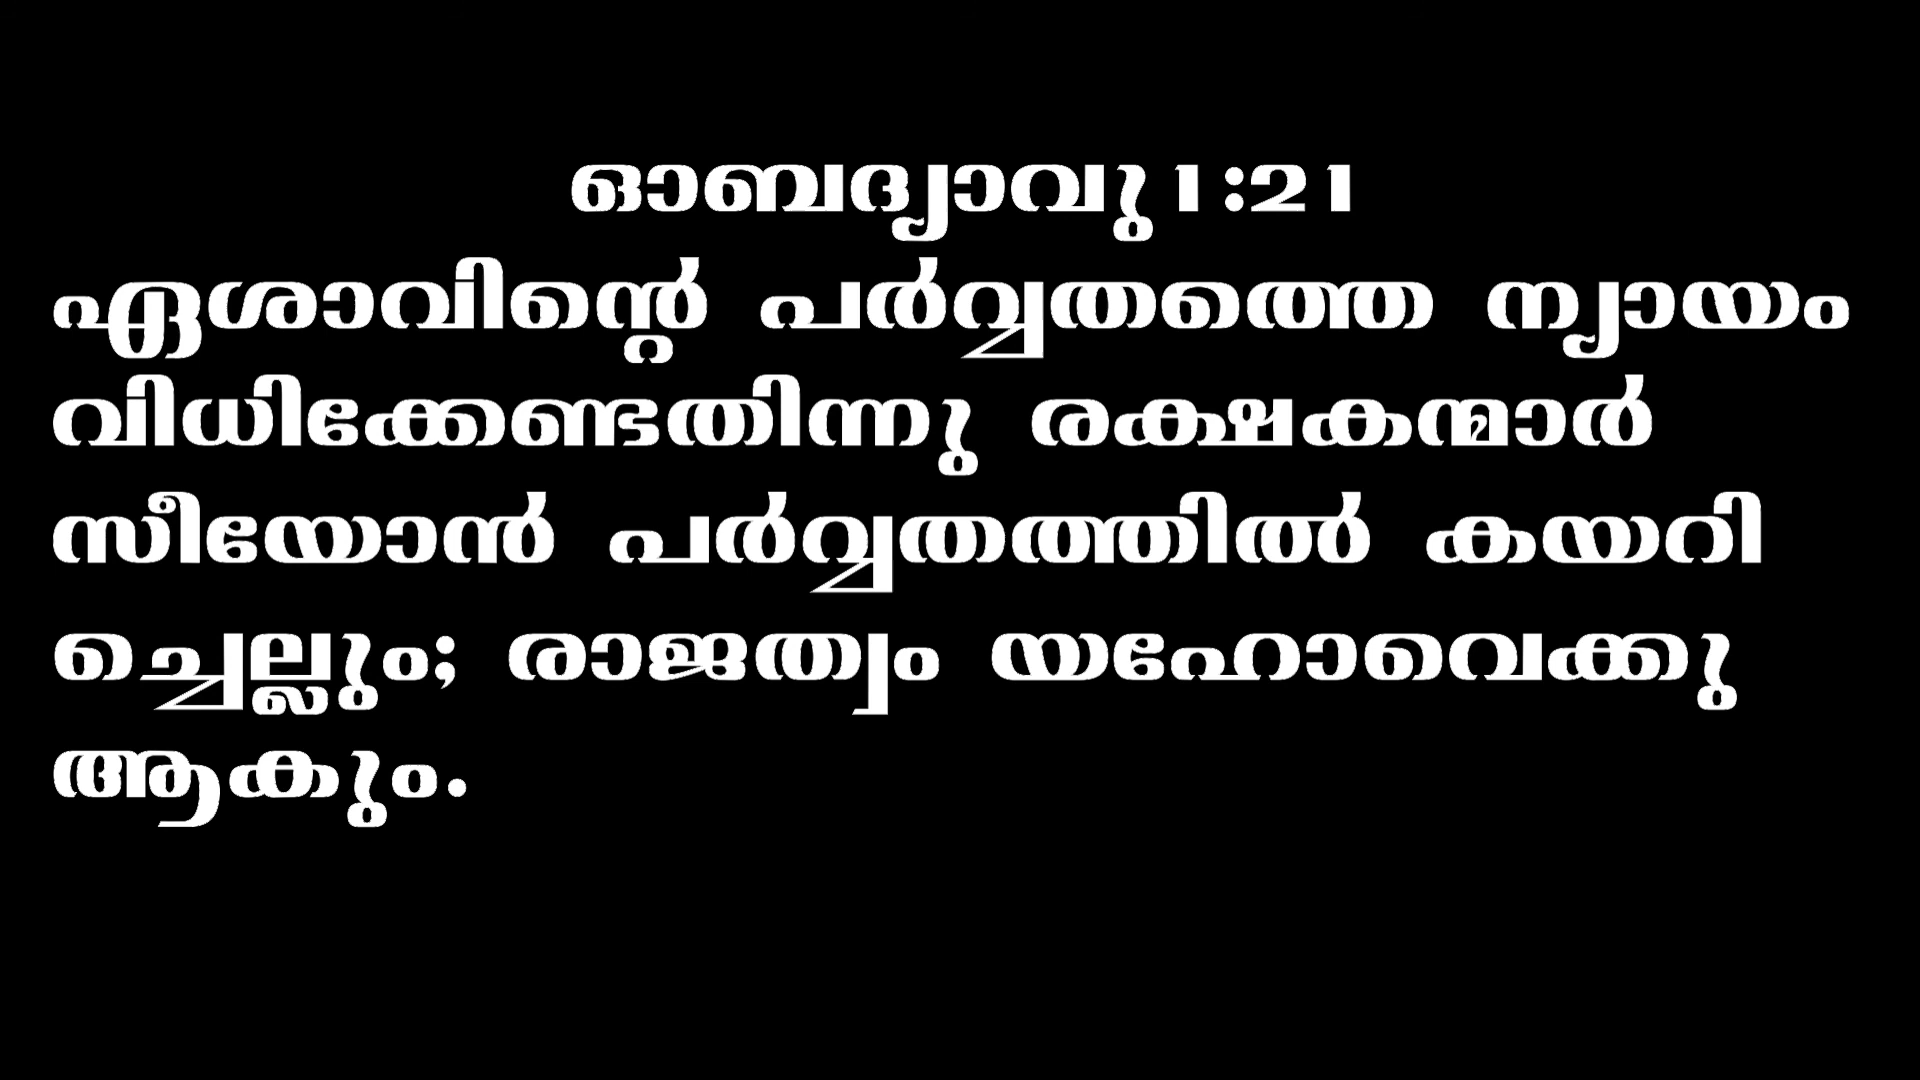 ഓബദ്യാവു 1:21
ഏശാവിന്റെ പർവ്വതത്തെ ന്യായം
വിധിക്കേണ്ടതിന്നു രക്ഷകന്മാർ
സീയോൻ പർവ്വതത്തിൽ കയറി
ച്ചെല്ലും; രാജത്വം യഹോവെക്കു
ആകും.